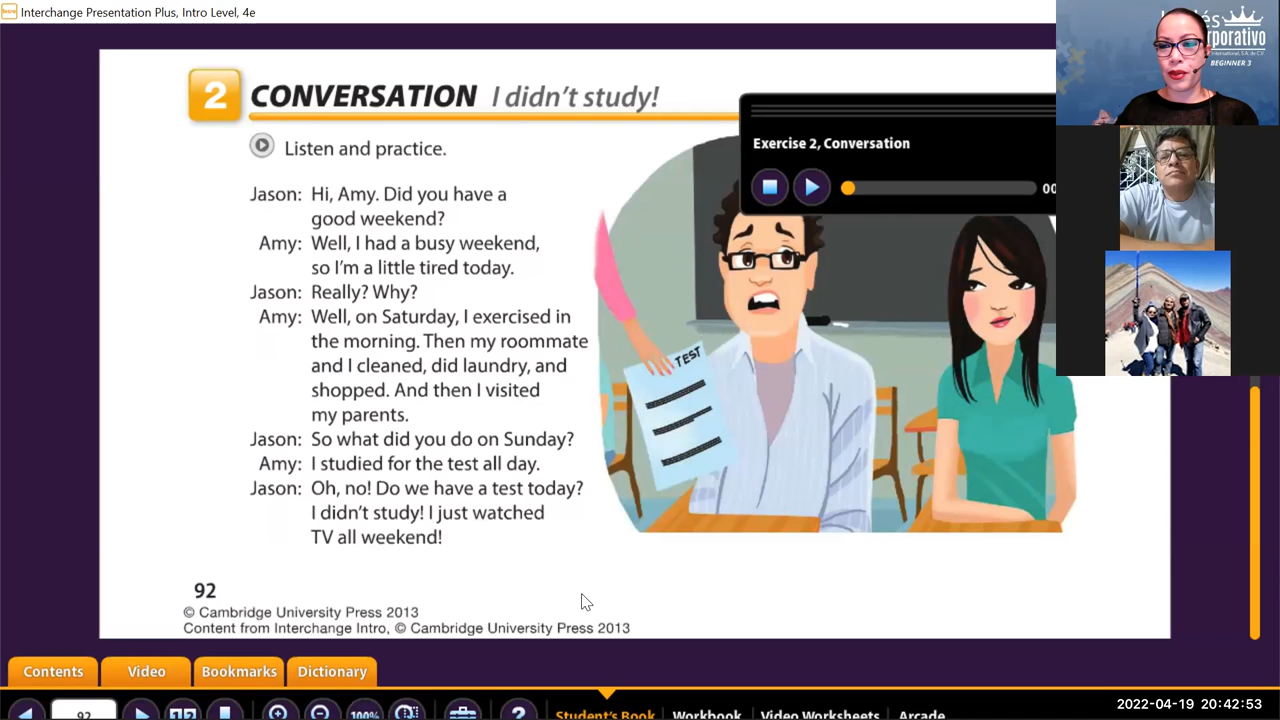 Interchange Presentation Plus, Intro Level, 4e
2 CONVERSATION I didn't study!
Listen and practice.
Jason: Hi, Amy. Did you have a
good weekend?
Amy: Well, I had a busy weekend,
so I'm a little tired today.
Jason: Really? Why?
Amy: Well, on Saturday, I exercised in
the morning. Then my roommate
and I cleaned, did laundry, and
shopped. And then I visited
my parents.
Jason: So what did you do on Sunday?
Amy: I studied for the test all day.
Jason: Oh, no! Do we have a test today?
I didn't study! I just watched
TV all weekend!
TEST
Exercise 2, Conversation
00
rporativo
International, S.A. de C.V.
BEGINNER 3
92
© Cambridge University Press 2013
Content from Interchange Intro, © Cambridge University Press 2013
Contents Video Bookmarks Dictionary
92 100% ? Student's Book Workbook Video Worksheets Arcade
2022-04-19 20:42:53